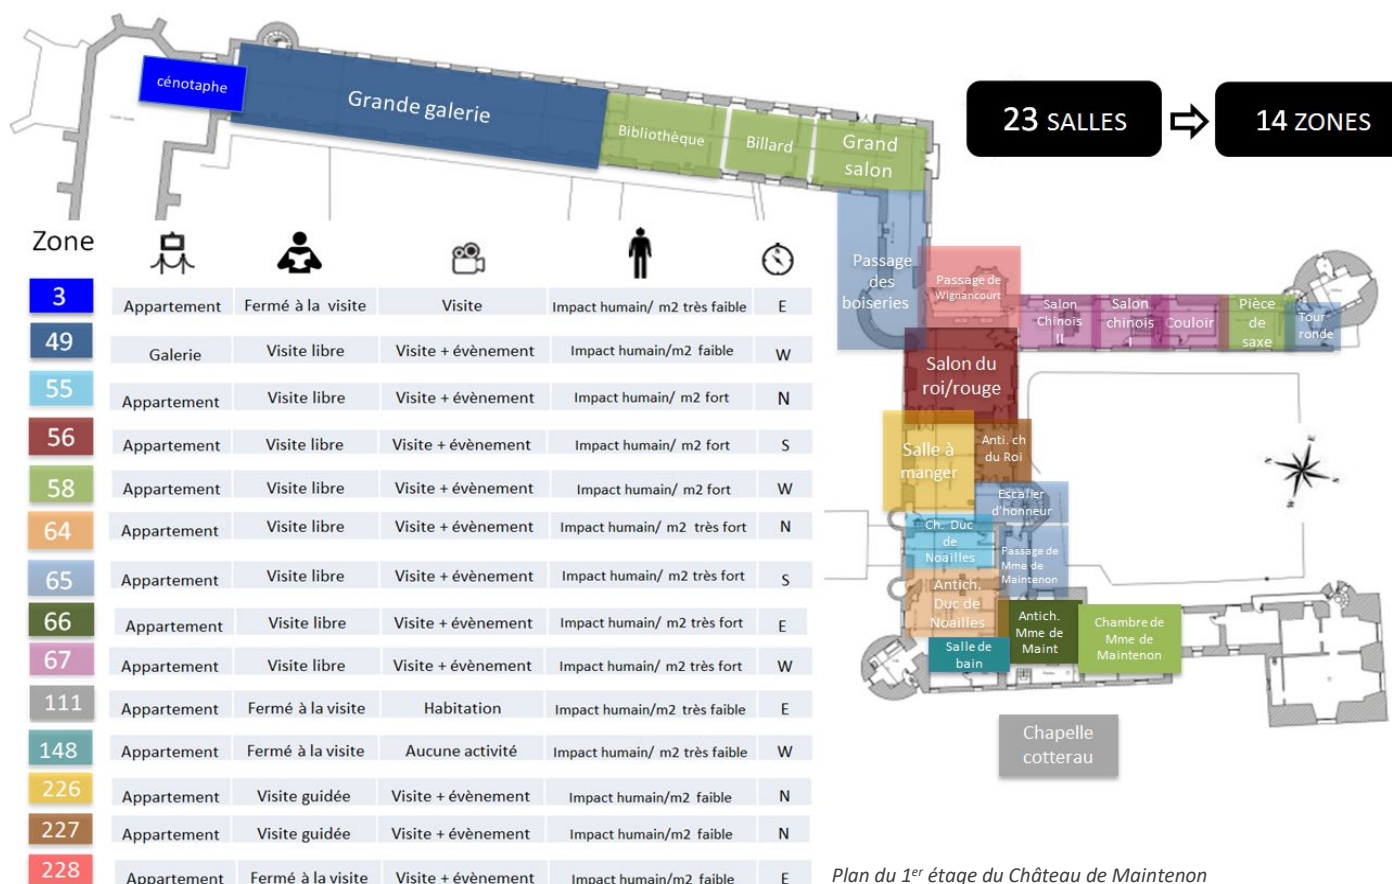 cénotaphe
Grande galerie
Bibliothèque
Billard
Grand
salon
23 SALLES
14 ZONES
Passage
des
boiseries
Passage de
Wignancourt
Salon
Chinois
II
Salon
chinois
I
Couloir
Pièce
de
saxe
Tour
ronde
Salon du
roi/rouge
Salle à
manger
Anti. ch
du Roi
Escalier
d'honneur
Ch. Duc
de
Noailles
Passage de
Mme de
Maintenon
Antich.
Duc de
Noailles
Antich.
Mme de
Maint
Chambre de
Mme de
Maintenon
Salle de
bain
Chapelle
cotterau
Zone
3 Appartement Fermé à la visite Visite Impact humain/ m2 très faible E
49 Galerie Visite libre Visite + évènement Impact humain/m2 faible W
55 Appartement Visite libre Visite + évènement Impact humain/ m2 fort N
56 Appartement Visite libre Visite + évènement Impact humain/ m2 fort S
58 Appartement Visite libre Visite + évènement Impact humain/ m2 fort W
64 Appartement Visite libre Visite + évènement Impact humain/ m2 très fort N
65 Appartement Visite libre Visite + évènement Impact humain/ m2 très fort S
66 Appartement Visite libre Visite + évènement Impact humain/ m2 très fort E
67 Appartement Visite libre Visite + évènement Impact humain/ m2 très fort W
111 Appartement Fermé à la visite Habitation Impact humain/m2 très faible E
148 Appartement Fermé à la visite Aucune activité Impact humain/ m2 très faible W
226 Appartement Visite guidée Visite + évènement Impact humain/m2 faible N
227 Appartement Visite guidée Visite + évènement Impact humain/m2 faible N
228 Appartement Fermé à la visite Visite + évènement Impact humain/m2 faible E
Plan du 1er étage du Château de Maintenon